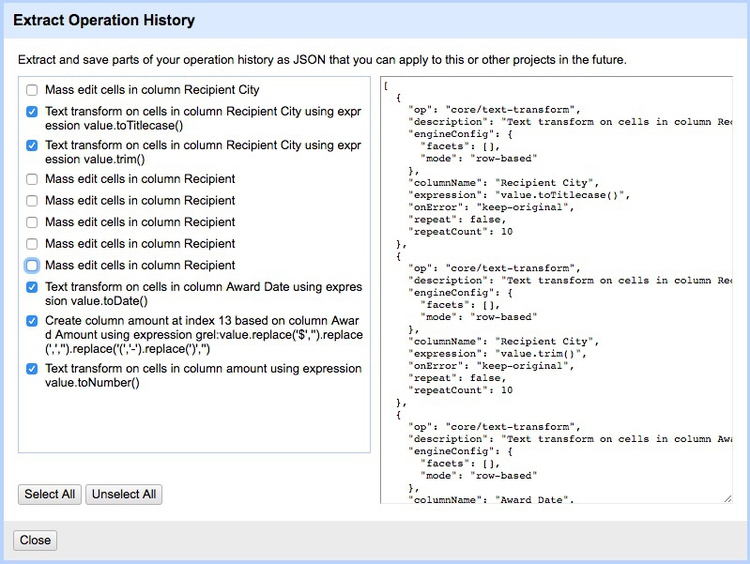 Extract Operation History
Extract and save parts of your operation history as JSON that you can apply to this or other projects in the future.
Mass edit cells in column Recipient City
Text transform on cells in column Recipient City using expr
ession value.toTitlecase()
Text transform on cells in column Recipient City using expr
ession value.trim()
Mass edit cells in column Recipient
Mass edit cells in column Recipient
Mass edit cells in column Recipient
Mass edit cells in column Recipient
Mass edit cells in column Recipient
Text transform on cells in column Award Date using expres
sion value.toDate()
Create column amount at index 13 based on column Awar
d Amount using expression grel:value.replace('$','').replace
(',','').replace('(','-').replace(')','')
Text transform on cells in column amount using expression
value.toNumber()
Select All
Unselect All
[
{
"op": "core/text-transform",
"description": "Text transform on cells in column Rec
"engineConfig": {
"facets": [],
"mode": "row-based"
},
"columnName": "Recipient City",
"expression": "value.toTitlecase()",
"onError": "keep-original",
"repeat": false,
"repeatCount": 10
},
{
"op": "core/text-transform",
"description": "Text transform on cells in column Rec
"engineConfig": {
"facets": [],
"mode": "row-based"
},
"columnName": "Recipient City",
"expression": "value.trim()",
"onError": "keep-original",
"repeat": false,
"repeatCount": 10
},
{
"op": "core/text-transform",
"description": "Text transform on cells in column Awa
"engineConfig": {
"facets": [],
"mode": "row-based"
},
"columnName": "Award Date",
Close